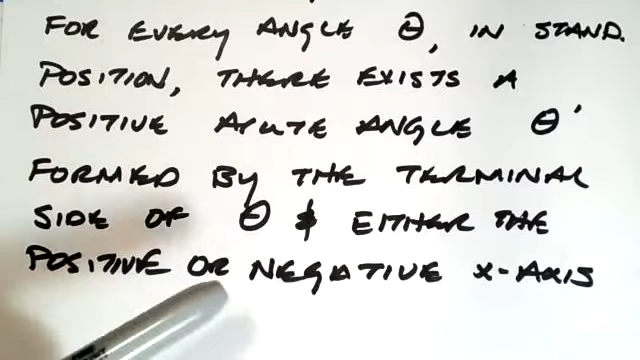 FOR EVERY ANGLE θ, IN STAND.
POSITION, THERE EXISTS A
POSITIVE ACUTE ANGLE θ'
FORMED BY THE TERMINAL
SIDE OF θ & EITHER THE
POSITIVE OR NEGATIVE X-AXIS